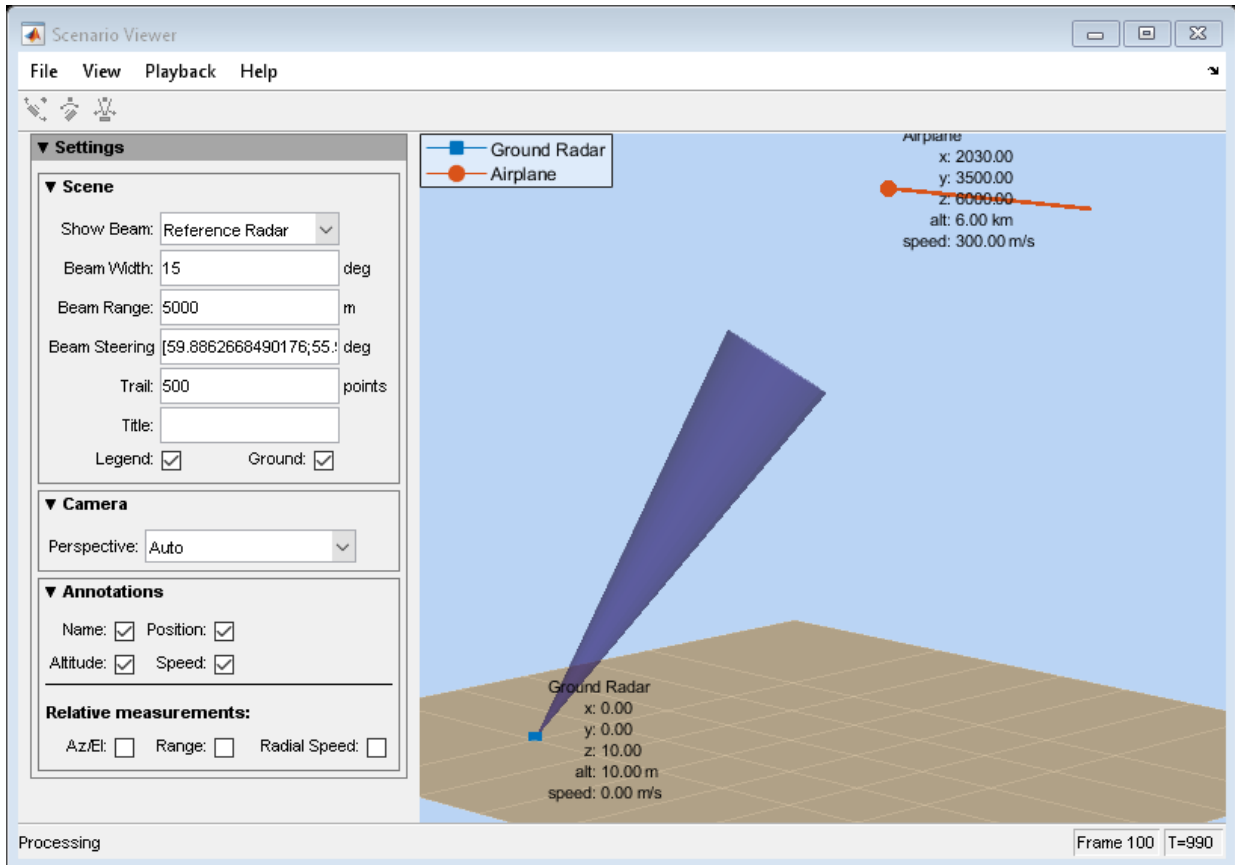 Scenario Viewer
File View Playback Help
Settings
Scene
Show Beam: Reference Radar
Beam Width: 15 deg
Beam Range: 5000 m
Beam Steering [59.8862668490176;55. deg
Trail: 500 points
Title:
Legend: Ground:
Camera
Perspective: Auto
Annotations
Name: Position:
Altitude: Speed:
Relative measurements:
Az/El: Range: Radial Speed:
Ground Radar
Airplane
Airplane
x: 2030.00
y: 3500.00
z: 6000.00
alt: 6.00 km
speed: 300.00 m/s
Ground Radar
x: 0.00
y: 0.00
z: 10.00
alt: 10.00 m
speed: 0.00 m/s
Processing
Frame 100 T=990